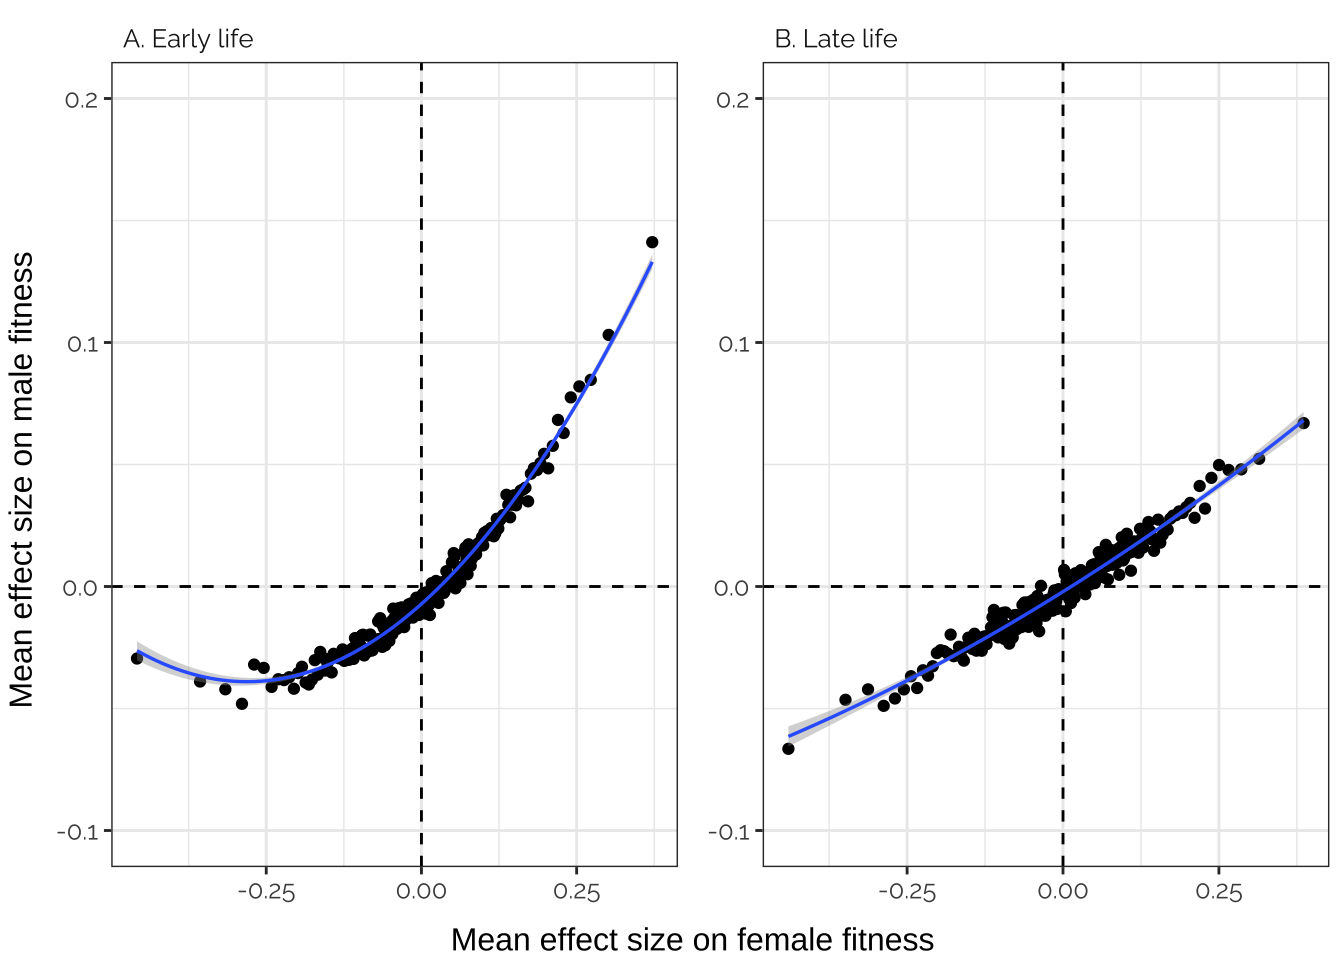 A. Early life
B. Late life
Mean effect size on male fitness
0.2
0.1
0.0
-0.1
0.2
0.1
0.0
-0.1
-0.25 0.00 0.25
-0.25 0.00 0.25
Mean effect size on female fitness